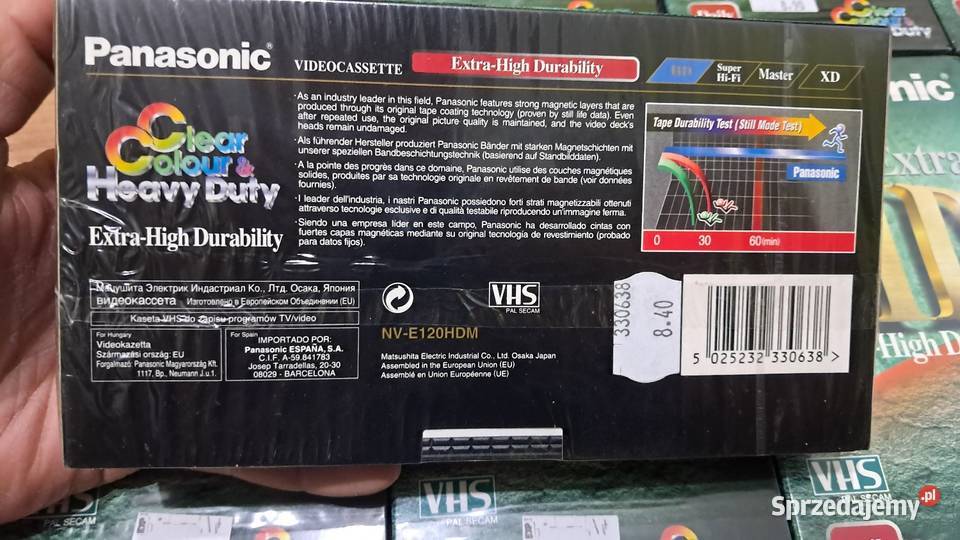 Panasonic
VIDEOCASSETTE
Extra-High Durability
Super
Hi-Fi
Master
XD
Clear
Colour &
Heavy Duty
Extra-High Durability
·As an industry leader in this field, Panasonic features strong magnetic layers that are
produced through its original tape coating technology (proven by still life data). Even
after repeated use, the original picture quality is maintained, and the video deck's
heads remain undamaged.
·Als führender Hersteller produziert Panasonic Bänder mit starken Magnetschichten mit
unserer speziellen Bandbeschichtungstechnik (basierend auf Standbilddaten).
·A la pointe des progrès dans ce domaine, Panasonic utilise des couches magnétiques
solides, produites par sa technologie originale en revêtement de bande (voir données
fournies).
·I leader dell'industria, i nastri Panasonic possiedono forti strati magnetizzabili ottenuti
attraverso tecnologie esclusive e di qualità testabile riproducendo un'immagine ferma.
·Siendo una empresa líder en este campo, Panasonic ha desarrollado cintas con
fuertes capas magnéticas mediante su original tecnología de revestimiento (probado
para datos fijos).
Tape Durability Test (Still Mode Test)
Panasonic
0 30 60(min)
Электрик Индастриал Ко., Лтд. Осака, Япония
видеокассета Изготовлено в Европейском Объединении (EU)
Kaseta VHS do zapisu programów TV/video
For Hungary
Videokazetta
Származási ország: EU
Forgalmazó: Panasonic Magyarország Kft.
1117, Bp., Neumann J.u.1.
For Spain
IMPORTADO POR:
Panasonic ESPAÑA, S.A.
C.I.F. A-59.841783
Josep Tarradellas, 20-30
08029 - BARCELONA
VHS
PAL SECAM
NV-E120HDM
Matsushita Electric Industrial Co., Ltd. Osaka Japan
Assembled in the European Union (EU)
Assemblé en Union Européenne (UE)
330638
8.40
5 025232 330638 >
nic
Extra
High D
Duty
VHS
PAL SECAM
VHS
PAL SECAM
PAL SECAM
Sprzedajemy.pl